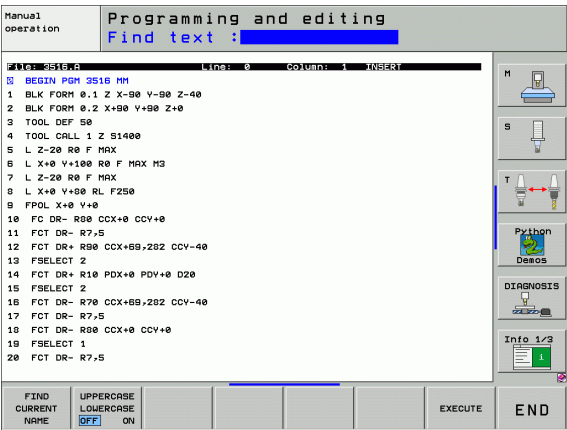 Manual operation
Programming and editing
Find text :
File: 3516.A Line: 0 Column: 1 INSERT
0 BEGIN PGM 3516 MM
1 BLK FORM 0.1 Z X-90 Y-90 Z-40
2 BLK FORM 0.2 X+90 Y+90 Z+0
3 TOOL DEF 50
4 TOOL CALL 1 Z S1400
5 L Z-20 R0 F MAX
6 L X+0 Y+100 R0 F MAX M3
7 L Z-20 R0 F MAX
8 L X+0 Y+80 RL F250
9 FPOL X+0 Y+0
10 FC DR- R80 CCX+0 CCY+0
11 FCT DR- R7,5
12 FCT DR+ R90 CCX+69,282 CCY-40
13 FSELECT 2
14 FCT DR+ R10 PDX+0 PDY+0 D20
15 FSELECT 2
16 FCT DR- R70 CCX+69,282 CCY-40
17 FCT DR- R7,5
18 FCT DR- R80 CCX+0 CCY+0
19 FSELECT 1
20 FCT DR- R7,5
M
S
T
Python
Demos
DIAGNOSIS
Info 1/3
i
FIND
CURRENT
NAME
UPPERCASE
LOWERCASE
OFF ON
EXECUTE
END